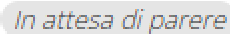 In attesa di parere